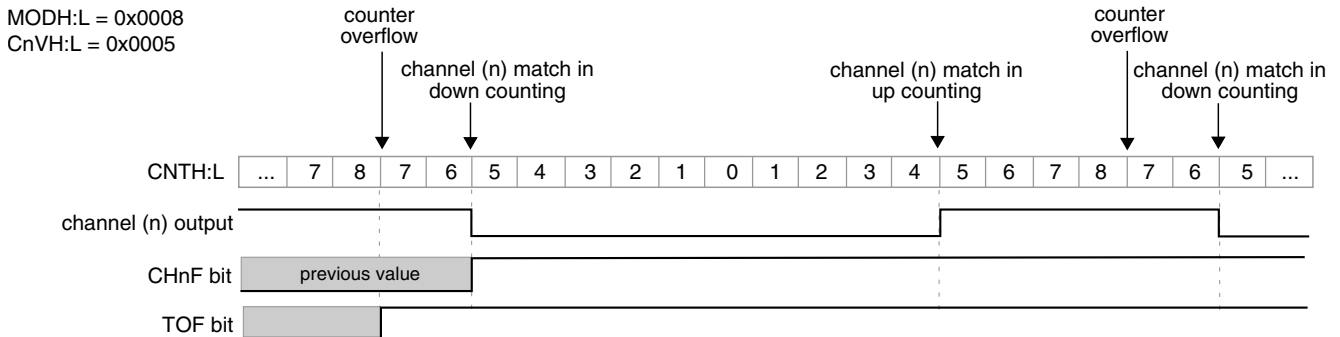 MODH:L = 0x0008
CnVH:L = 0x0005
counter
overflow
channel (n) match in
down counting
channel (n) match in
up counting
counter
overflow
channel (n) match in
down counting
CNTH:L ... 7 8 7 6 5 4 3 2 1 0 1 2 3 4 5 6 7 8 7 6 5 ...
channel (n) output
CHnF bit previous value
TOF bit